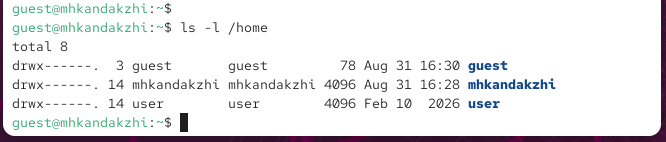 guest@mhkandakzhi:~$
guest@mhkandakzhi:~$ ls -l /home
total 8
drwx------.  3 guest      guest        78 Aug 31 16:30 guest
drwx------. 14 mhkandakzhi mhkandakzhi 4096 Aug 31 16:28 mhkandakzhi
drwx------. 14 user       user       4096 Feb 10  2026 user
guest@mhkandakzhi:~$